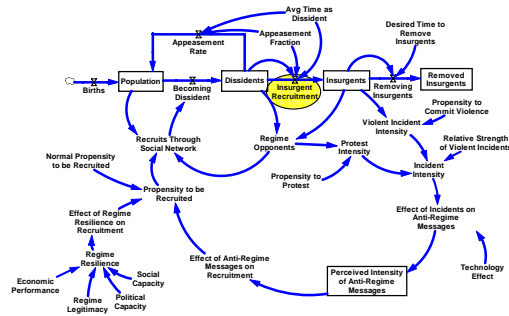 Avg Time as
Dissident
Appeasement
Rate
Appeasement
Fraction
Desired Time to
Remove
Insurgents
Births
Population
Becoming
Dissident
Dissidents
Insurgent
Recruitment
Insurgents
Removing
Insurgents
Removed
Insurgents
Propensity to
Commit Violence
Recruits Through
Social Network
Regime
Opponents
Protest
Intensity
Violent Incident
Intensity
Relative Strength
of Violent Incidents
Normal Propensity
to be Recruited
Propensity to be
Recruited
Propensity to
Protest
Incident
Intensity
Effect of Regime
Resilience on
Recruitment
Effect of Incidents on
Anti-Regime
Messages
Regime
Resilience
Effect of Anti-Regime
Messages on
Recruitment
Economic
Performance
Social
Capacity
Regime
Legitimacy
Political
Capacity
Perceived Intensity
of Anti-Regime
Messages
Technology
Effect